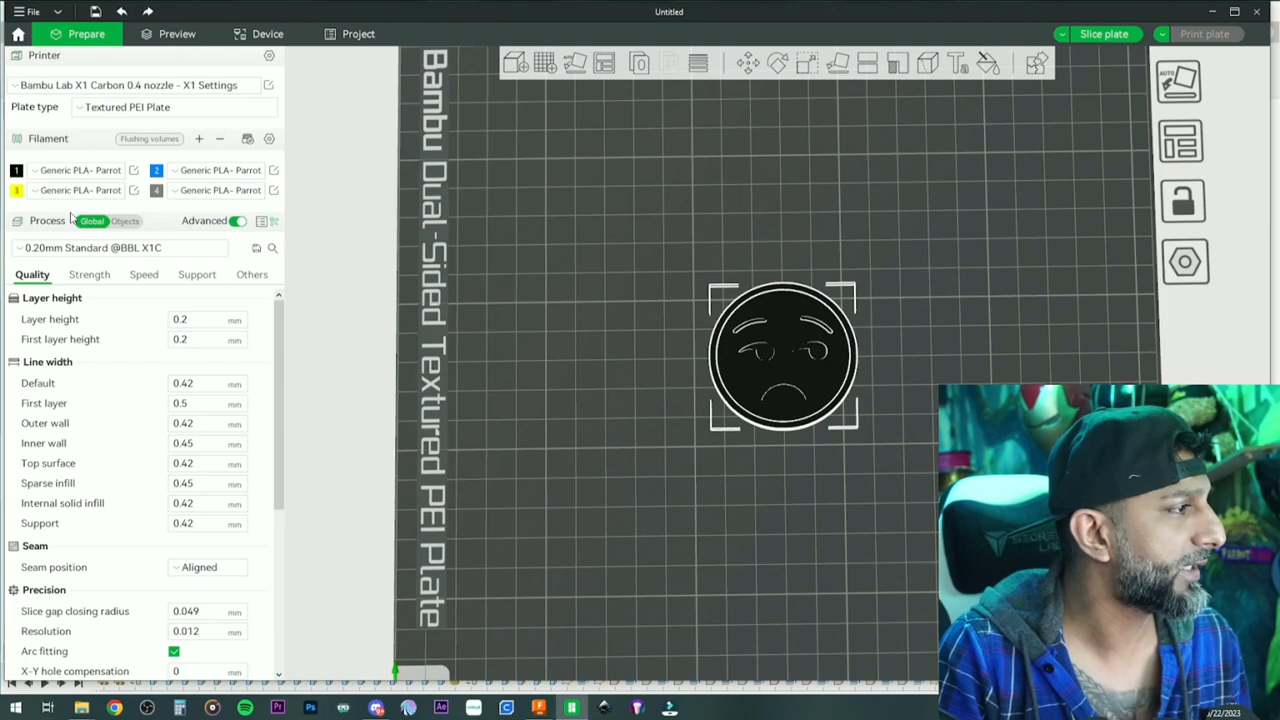 File
Untitled
Prepare
Preview
Device
Project
Slice plate
Print plate
Printer
Bambu Lab X1 Carbon 0.4 nozzle - X1 Settings
Plate type
Textured PEI Plate
Filament
Flushing volumes
1 Generic PLA- Parrot
2 Generic PLA- Parrot
3 Generic PLA- Parrot
4 Generic PLA- Parrot
Process Global Objects Advanced
0.20mm Standard @BBL X1C
Quality Strength Speed Support Others
Layer height
Layer height 0.2 mm
First layer height 0.2 mm
Line width
Default 0.42 mm
First layer 0.5 mm
Outer wall 0.42 mm
Inner wall 0.45 mm
Top surface 0.42 mm
Sparse infill 0.45 mm
Internal solid infill 0.42 mm
Support 0.42 mm
Seam
Seam position Aligned
Precision
Slice gap closing radius 0.049 mm
Resolution 0.012 mm
Arc fitting
X-Y hole compensation 0 mm
Bambu Dual-Sided Textured PEI Plate
AUTO
Pr
Ps
Ae